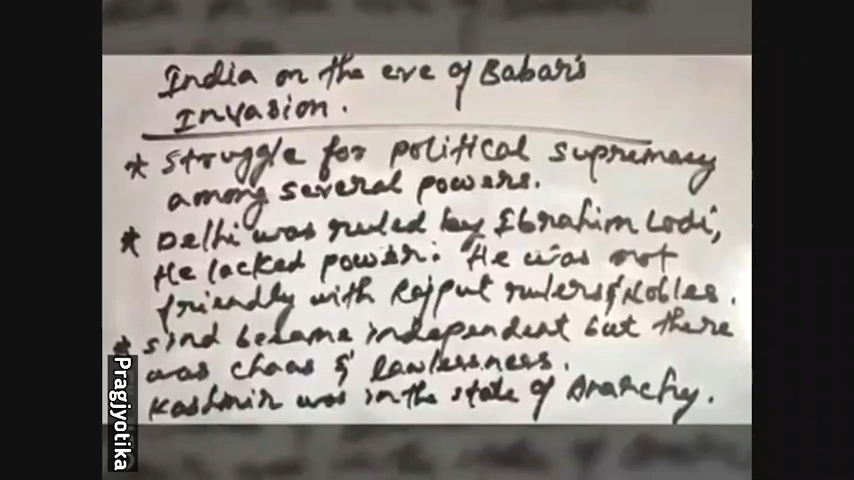 India on the eve of Babar's
Invasion.
* Struggle for political supremacy
among several powers.
* Delhi was ruled by Ibrahim Lodi,
He lacked power. He was not
friendly with Rajput rulers & Nobles.
* Sind became independent but there
was chaos & lawlessness.
Kashmir was in the state of Anarchy.
Pragjyotika